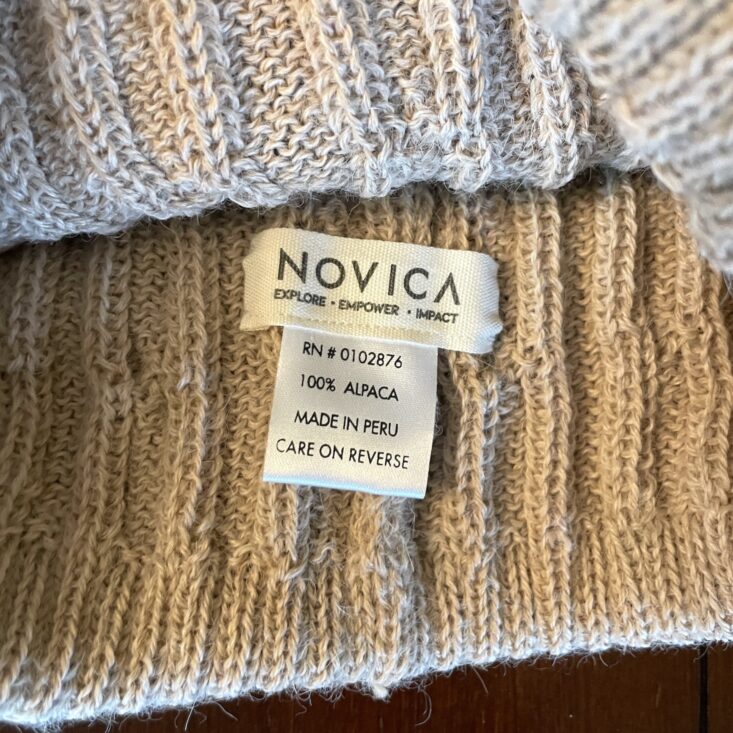 NOVICA
EXPLORE • EMPOWER • IMPACT
RN # 0102876
100% ALPACA
MADE IN PERU
CARE ON REVERSE